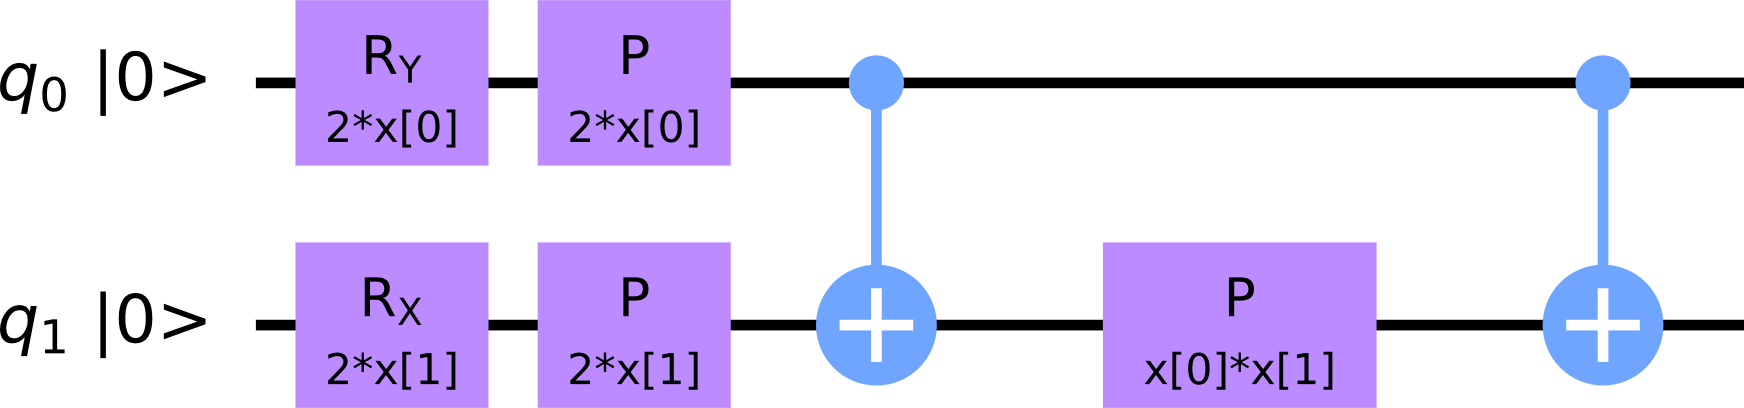 q0 |0> RY 2*x[0] P 2*x[0]
q1 |0> RX 2*x[1] P 2*x[1] P x[0]*x[1]